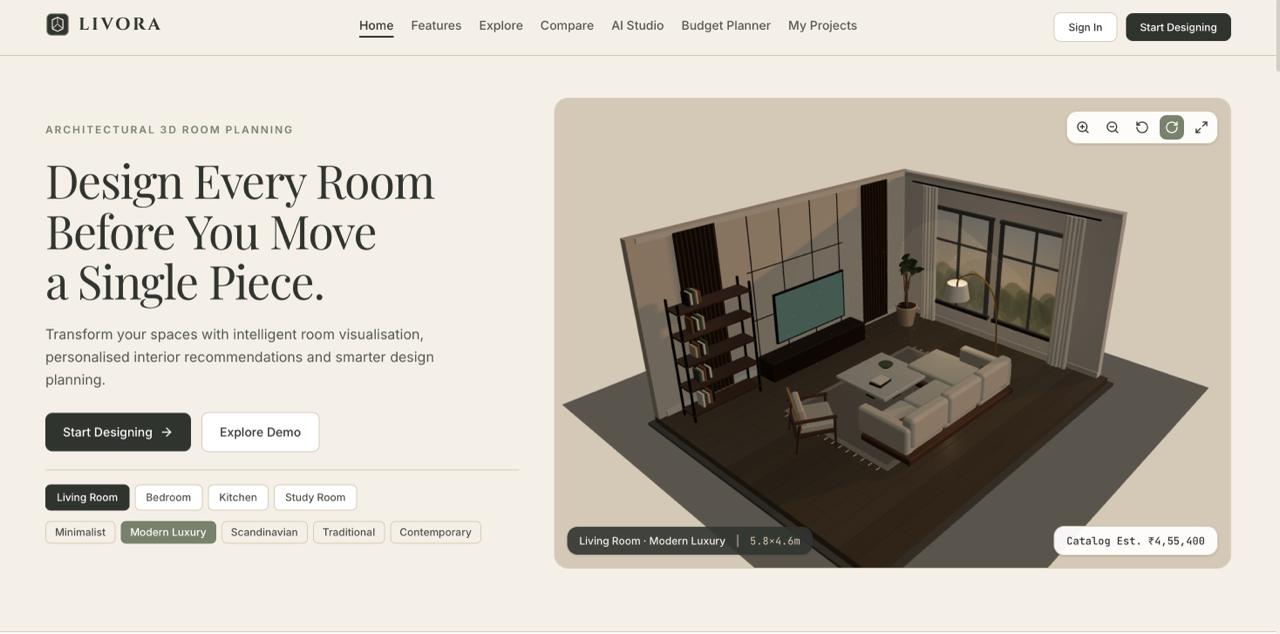 LIVORA
Home Features Explore Compare AI Studio Budget Planner My Projects
Sign In
Start Designing
ARCHITECTURAL 3D ROOM PLANNING
Design Every Room
Before You Move
a Single Piece.
Transform your spaces with intelligent room visualisation,
personalised interior recommendations and smarter design
planning.
Start Designing →
Explore Demo
Living Room Bedroom Kitchen Study Room
Minimalist Modern Luxury Scandinavian Traditional Contemporary
Living Room · Modern Luxury | 5.8×4.6m
Catalog Est. ₹4,55,400